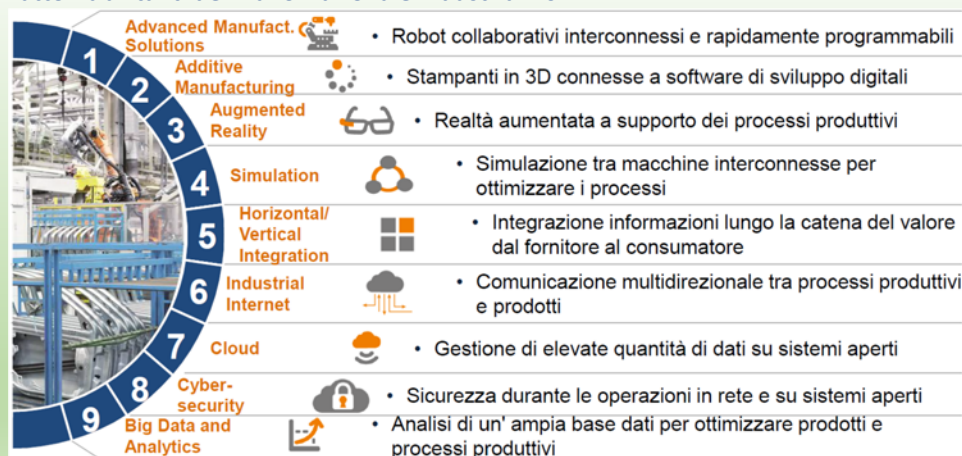 1
Advanced Manufact.
Solutions
• Robot collaborativi interconnessi e rapidamente programmabili
2
Additive
Manufacturing
• Stampanti in 3D connesse a software di sviluppo digitali
3
Augmented
Reality
• Realtà aumentata a supporto dei processi produttivi
4
Simulation
• Simulazione tra macchine interconnesse per
ottimizzare i processi
5
Horizontal/
Vertical
Integration
• Integrazione informazioni lungo la catena del valore
dal fornitore al consumatore
6
Industrial
Internet
• Comunicazione multidirezionale tra processi produttivi
e prodotti
7
Cloud
• Gestione di elevate quantità di dati su sistemi aperti
8
Cyber-
security
• Sicurezza durante le operazioni in rete e su sistemi aperti
9
Big Data and
Analytics
• Analisi di un' ampia base dati per ottimizzare prodotti e
processi produttivi